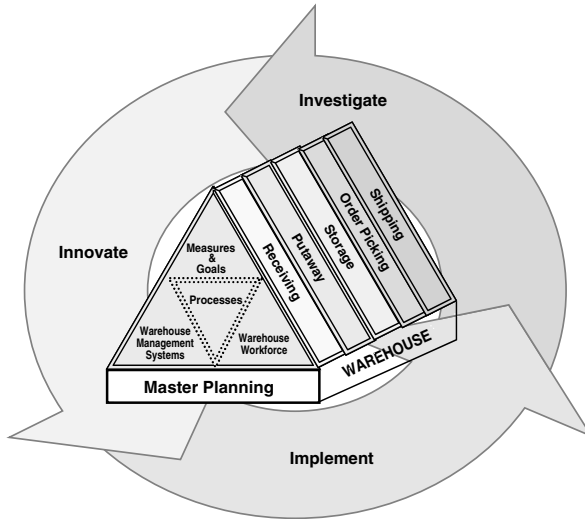 Investigate
Innovate
Measures
&
Goals
Processes
Warehouse
Management
Systems
Warehouse
Workforce
Receiving
Putaway
Storage
Order Picking
Shipping
Master Planning
WAREHOUSE
Implement